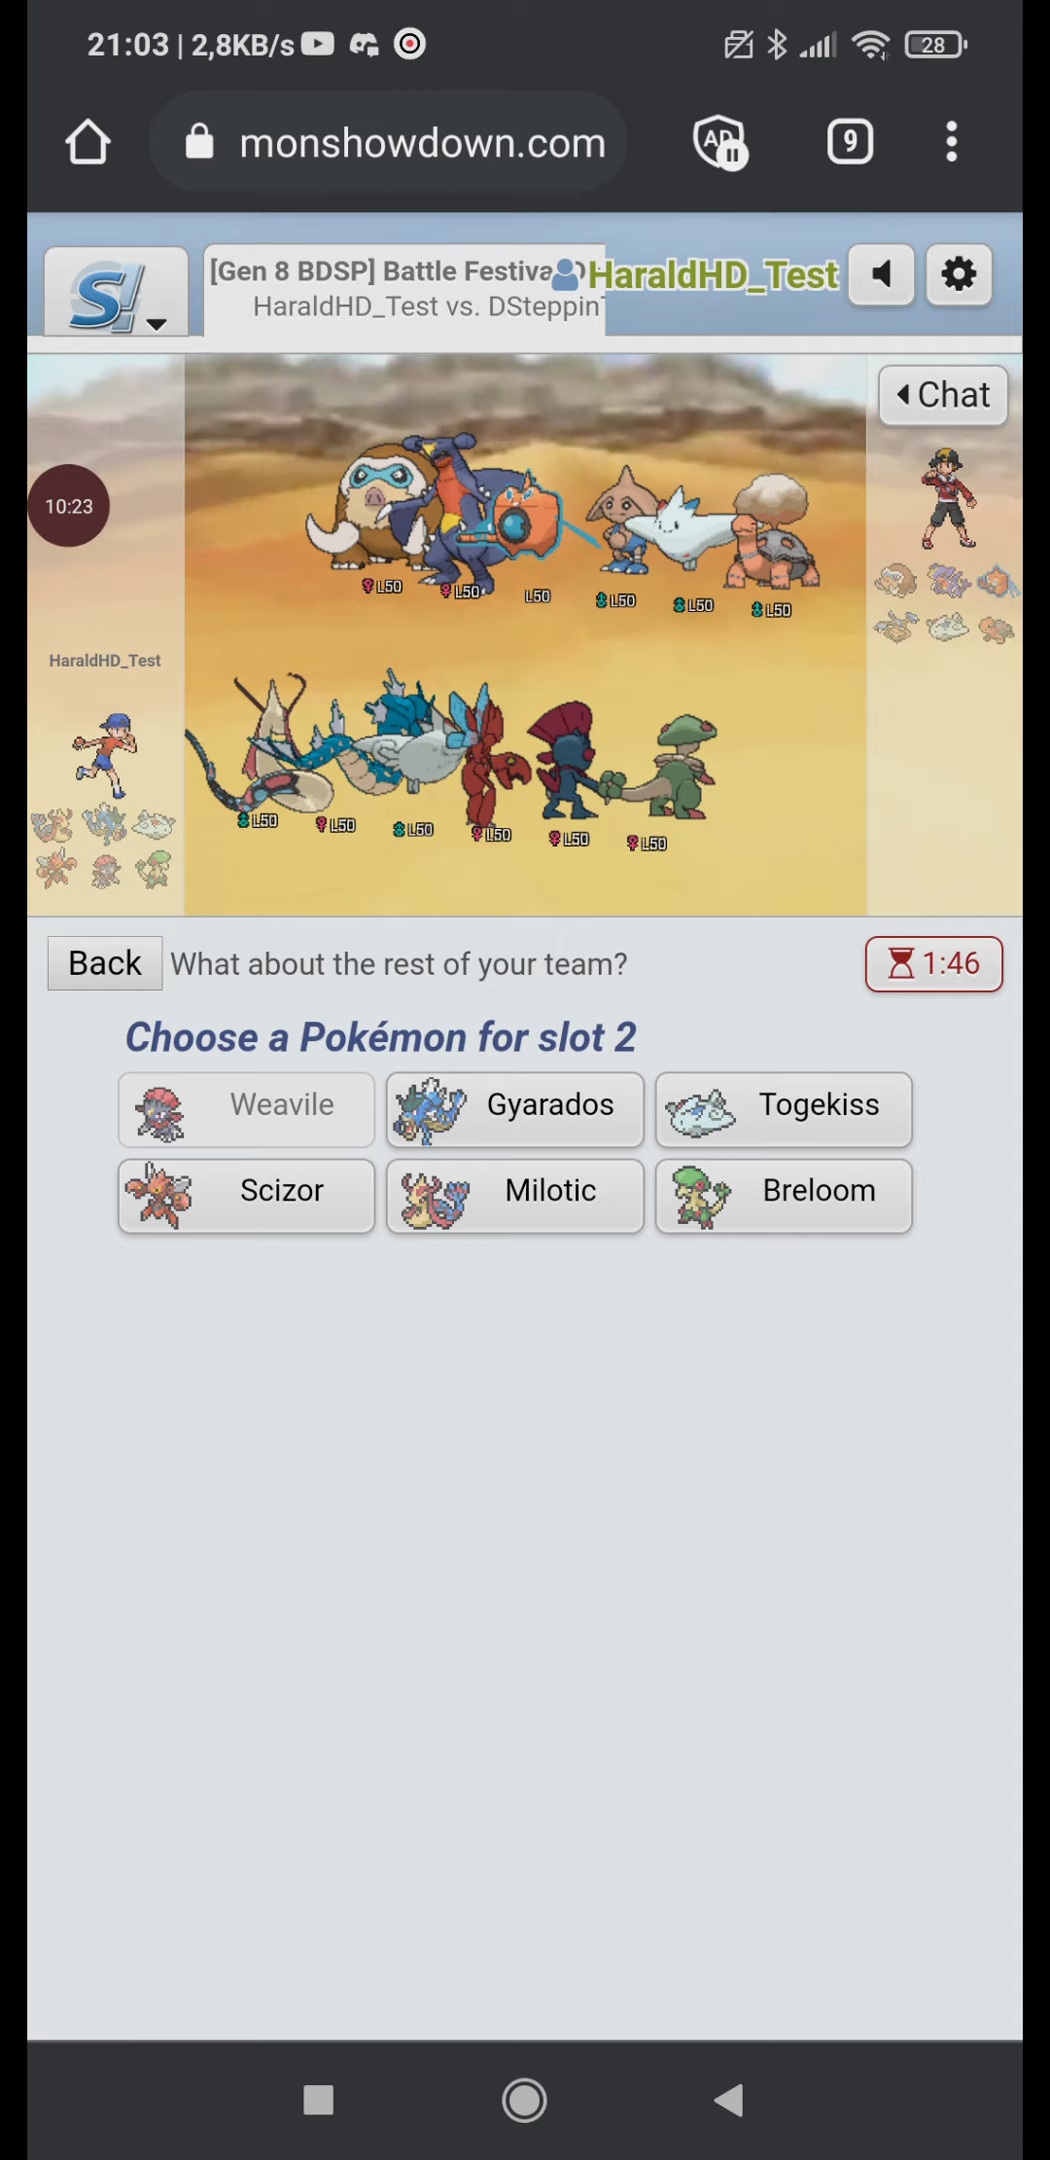 21:03 | 2,8KB/s
28
monshowdown.com
AD
9
[Gen 8 BDSP] Battle Festiva
HaraldHD_Test
HaraldHD_Test vs. DSteppin
Chat
10:23
L50
L50
L50
L50
L50
L50
HaraldHD_Test
L50
L50
L50
L50
L50
L50
Back
What about the rest of your team?
1:46
Choose a Pokémon for slot 2
Weavile
Gyarados
Togekiss
Scizor
Milotic
Breloom